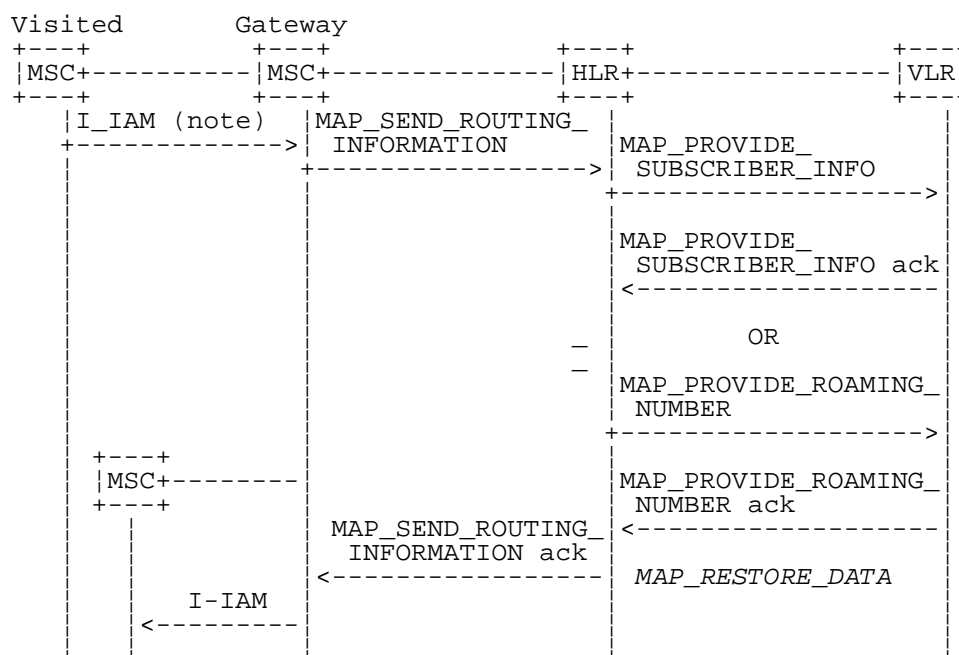 Visited Gateway
MSC MSC HLR VLR
I_IAM (note) MAP_SEND_ROUTING_
INFORMATION MAP_PROVIDE_
SUBSCRIBER_INFO
MAP_PROVIDE_
SUBSCRIBER_INFO ack
OR
MAP_PROVIDE_ROAMING_
NUMBER
MSC MAP_PROVIDE_ROAMING_
NUMBER ack
MAP_SEND_ROUTING_
INFORMATION ack
MAP_RESTORE_DATA
I-IAM